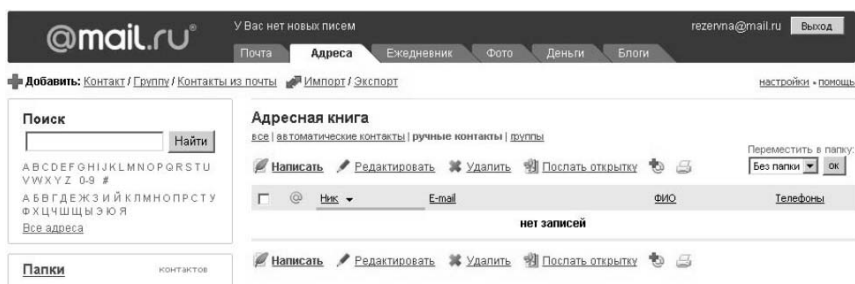 @mail.ru®
У Вас нет новых писем
rezervna@mail.ru Выход
Почта Адреса Ежедневник Фото Деньги Блоги
Добавить: Контакт / Группу / Контакты из почты Импорт / Экспорт
настройки - помощь
Поиск
Найти
A B C D E F G H I J K L M N O P Q R S T U
V W X Y Z 0-9 #
А Б В Г Д Е Ж З И Й К Л М Н О П Р С Т У
Ф Х Ц Ч Ш Щ Ы Э Ю Я
Все адреса
Папки контактов
Адресная книга
все | автоматические контакты | ручные контакты | группы
Переместить в папку:
Написать Редактировать Удалить Послать открытку Без папки ок
@ Ник E-mail ФИО Телефоны
нет записей
Написать Редактировать Удалить Послать открытку